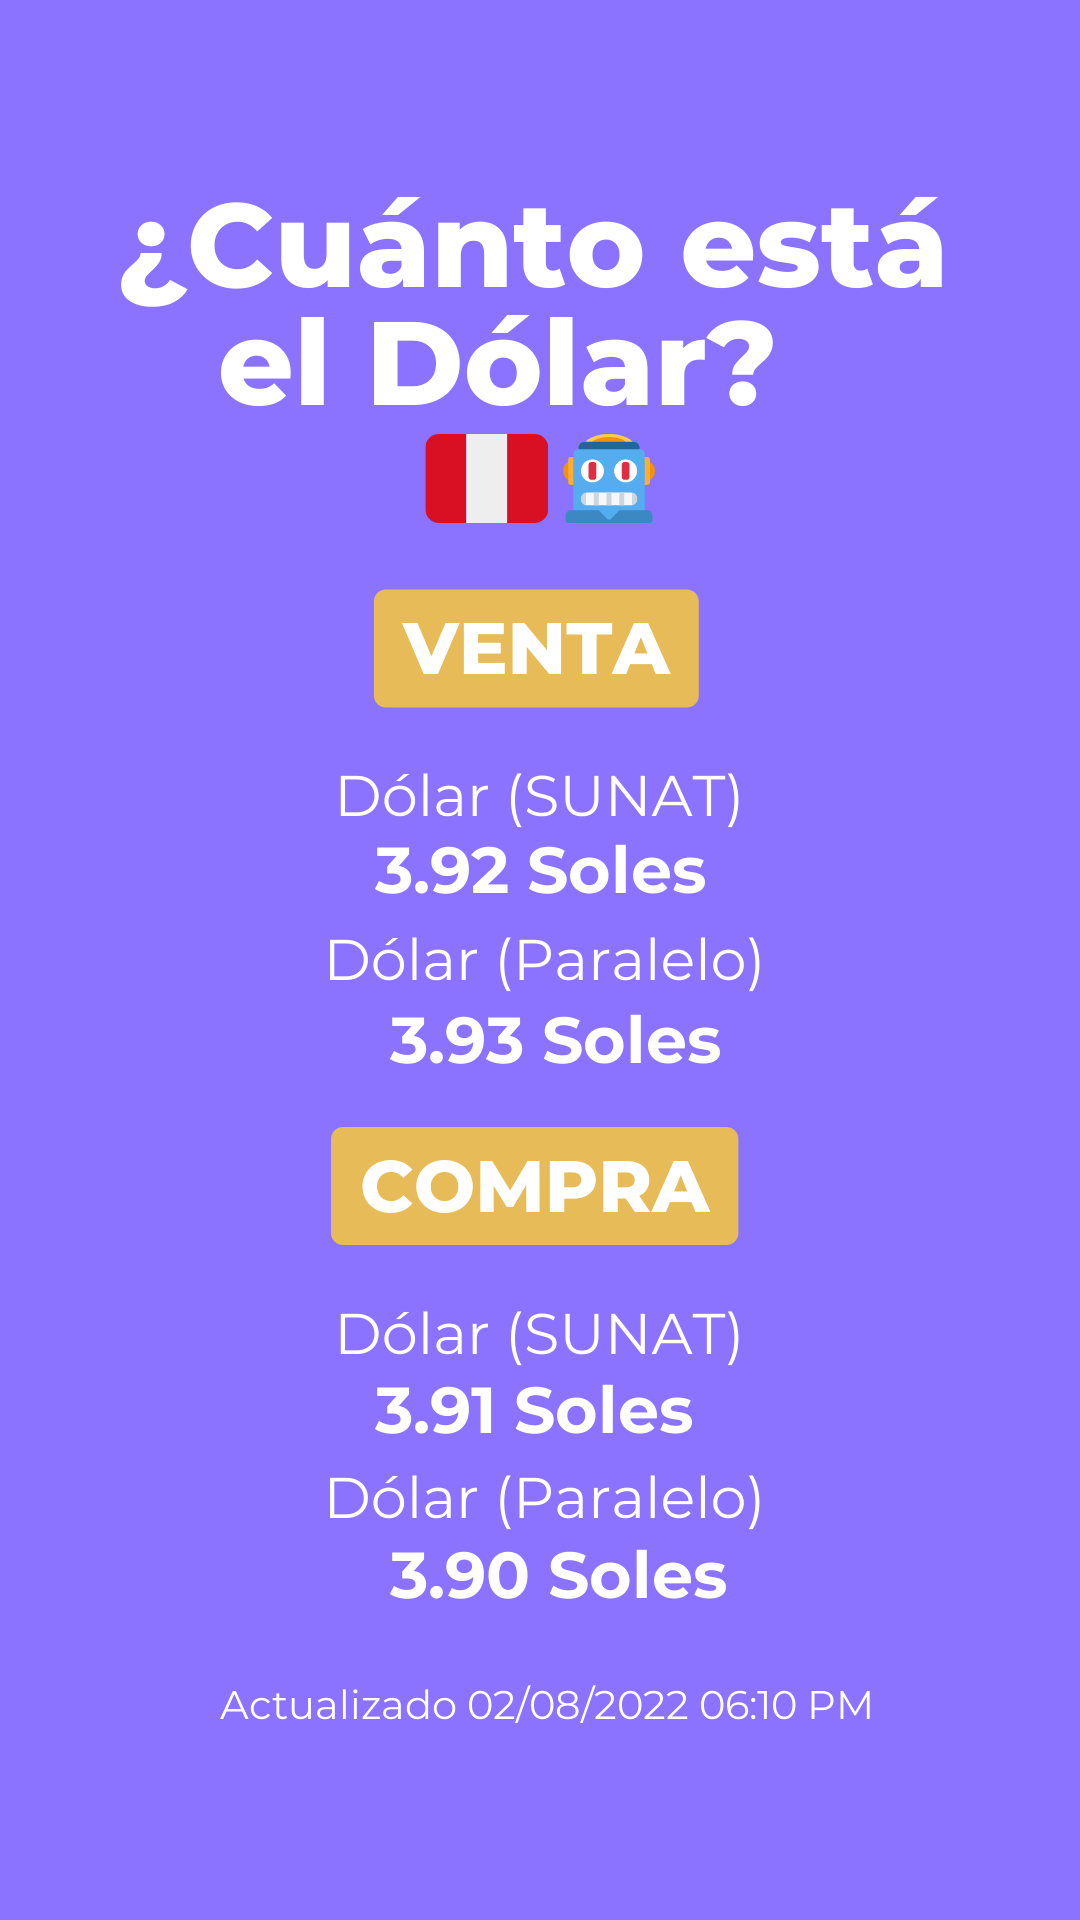 ¿Cuánto está
el Dólar?
VENTA
Dólar (SUNAT)
3.92 Soles
Dólar (Paralelo)
3.93 Soles
COMPRA
Dólar (SUNAT)
3.91 Soles
Dólar (Paralelo)
3.90 Soles
Actualizado 02/08/2022 06:10 PM